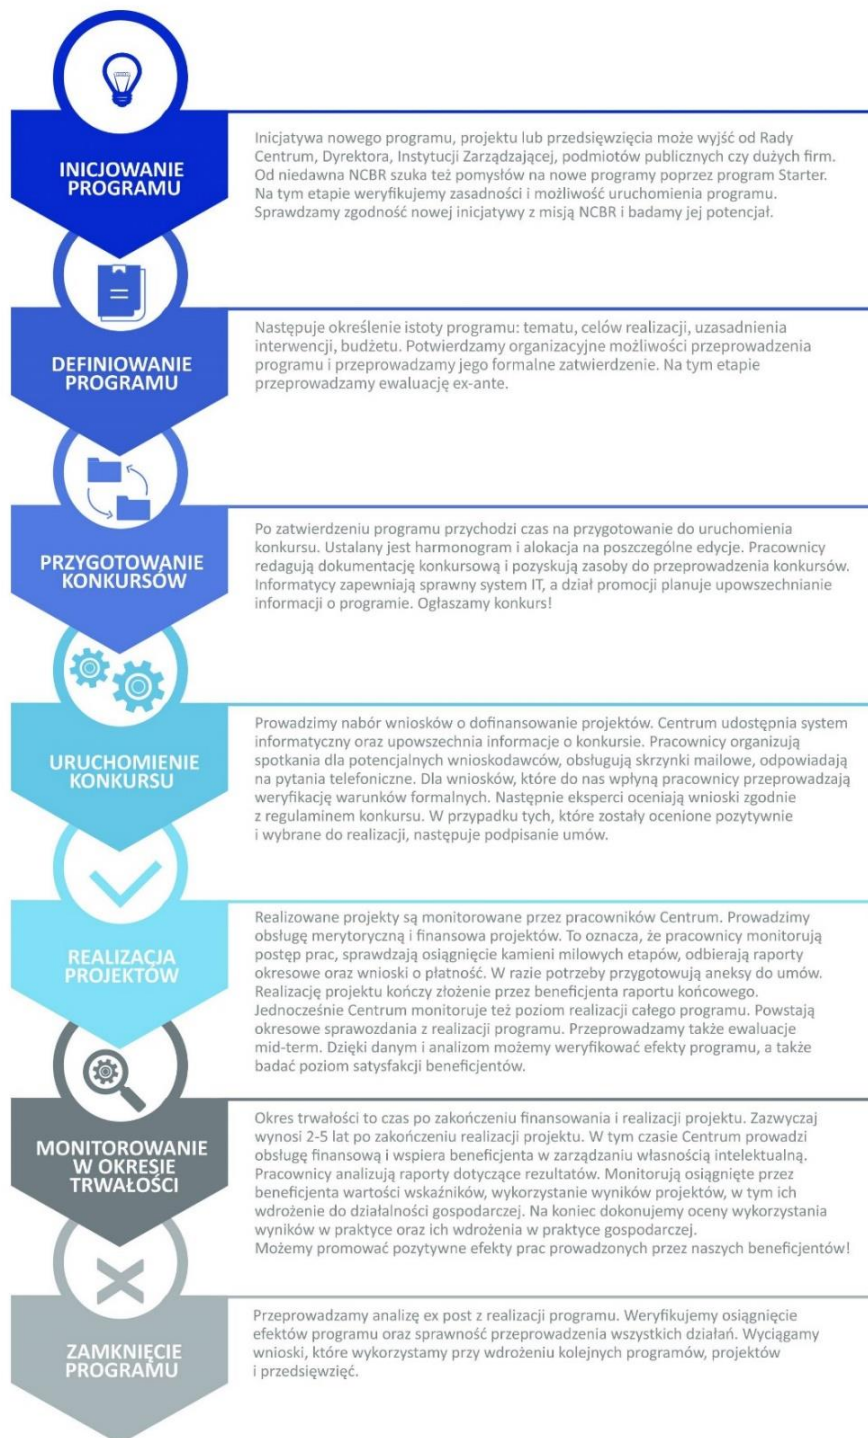 INICJOWANIE
PROGRAMU
Inicjatywa nowego programu, projektu lub przedsięwzięcia może wyjść od Rady
Centrum, Dyrektora, Instytucji Zarządzającej, podmiotów publicznych czy dużych firm.
Od niedawna NCBR szuka też pomysłów na nowe programy poprzez program Starter.
Na tym etapie weryfikujemy zasadności i możliwość uruchomienia programu.
Sprawdzamy zgodność nowej inicjatywy z misją NCBR i badamy jej potencjał.
DEFINIOWANIE
PROGRAMU
Następuje określenie istoty programu: tematu, celów realizacji, uzasadnienia
interwencji, budżetu. Potwierdzamy organizacyjne możliwości przeprowadzenia
programu i przeprowadzamy jego formalne zatwierdzenie. Na tym etapie
przeprowadzamy ewaluację ex-ante.
PRZYGOTOWANIE
KONKURSÓW
Po zatwierdzeniu programu przychodzi czas na przygotowanie do uruchomienia
konkursu. Ustalany jest harmonogram i alokacja na poszczególne edycje. Pracownicy
redagują dokumentację konkursową i pozyskują zasoby do przeprowadzenia konkursów.
Informatycy zapewniają sprawny system IT, a dział promocji planuje upowszechnianie
informacji o programie. Ogłaszamy konkurs!
URUCHOMIENIE
KONKURSU
Prowadzimy nabór wniosków o dofinansowanie projektów. Centrum udostępnia system
informatyczny oraz upowszechnia informacje o konkursie. Pracownicy organizują
spotkania dla potencjalnych wnioskodawców, obsługują skrzynki mailowe, odpowiadają
na pytania telefoniczne. Dla wniosków, które do nas wpłyną pracownicy przeprowadzają
weryfikację warunków formalnych. Następnie eksperci oceniają wnioski zgodnie
z regulaminem konkursu. W przypadku tych, które zostały ocenione pozytywnie
i wybrane do realizacji, następuje podpisanie umów.
REALIZACJA
PROJEKTÓW
Realizowane projekty są monitorowane przez pracowników Centrum. Prowadzimy
obsługę merytoryczną i finansowa projektów. To oznacza, że pracownicy monitorują
postęp prac, sprawdzają osiągnięcie kamieni milowych etapów, odbierają raporty
okresowe oraz wnioski o płatność. W razie potrzeby przygotowują aneksy do umów.
Realizację projektu kończy złożenie przez beneficjenta raportu końcowego.
Jednocześnie Centrum monitoruje też poziom realizacji całego programu. Powstają
okresowe sprawozdania z realizacji programu. Przeprowadzamy także ewaluacje
mid-term. Dzięki danym i analizom możemy weryfikować efekty programu, a także
badać poziom satysfakcji beneficjentów.
MONITOROWANIE
W OKRESIE
TRWAŁOŚCI
Okres trwałości to czas po zakończeniu finansowania i realizacji projektu. Zazwyczaj
wynosi 2-5 lat po zakończeniu realizacji projektu. W tym czasie Centrum prowadzi
obsługę finansową i wspiera beneficjenta w zarządzaniu własnością intelektualną.
Pracownicy analizują raporty dotyczące rezultatów. Monitorują osiągnięte przez
beneficjenta wartości wskaźników, wykorzystanie wyników projektów, w tym ich
wdrożenie do działalności gospodarczej. Na koniec dokonujemy oceny wykorzystania
wyników w praktyce oraz ich wdrożenia w praktyce gospodarczej.
Możemy promować pozytywne efekty prac prowadzonych przez naszych beneficjentów!
ZAMKNIĘCIE
PROGRAMU
Przeprowadzamy analizę ex post z realizacji programu. Weryfikujemy osiągnięcie
efektów programu oraz sprawność przeprowadzenia wszystkich działań. Wyciągamy
wnioski, które wykorzystamy przy wdrożeniu kolejnych programów, projektów
i przedsięwzięć.